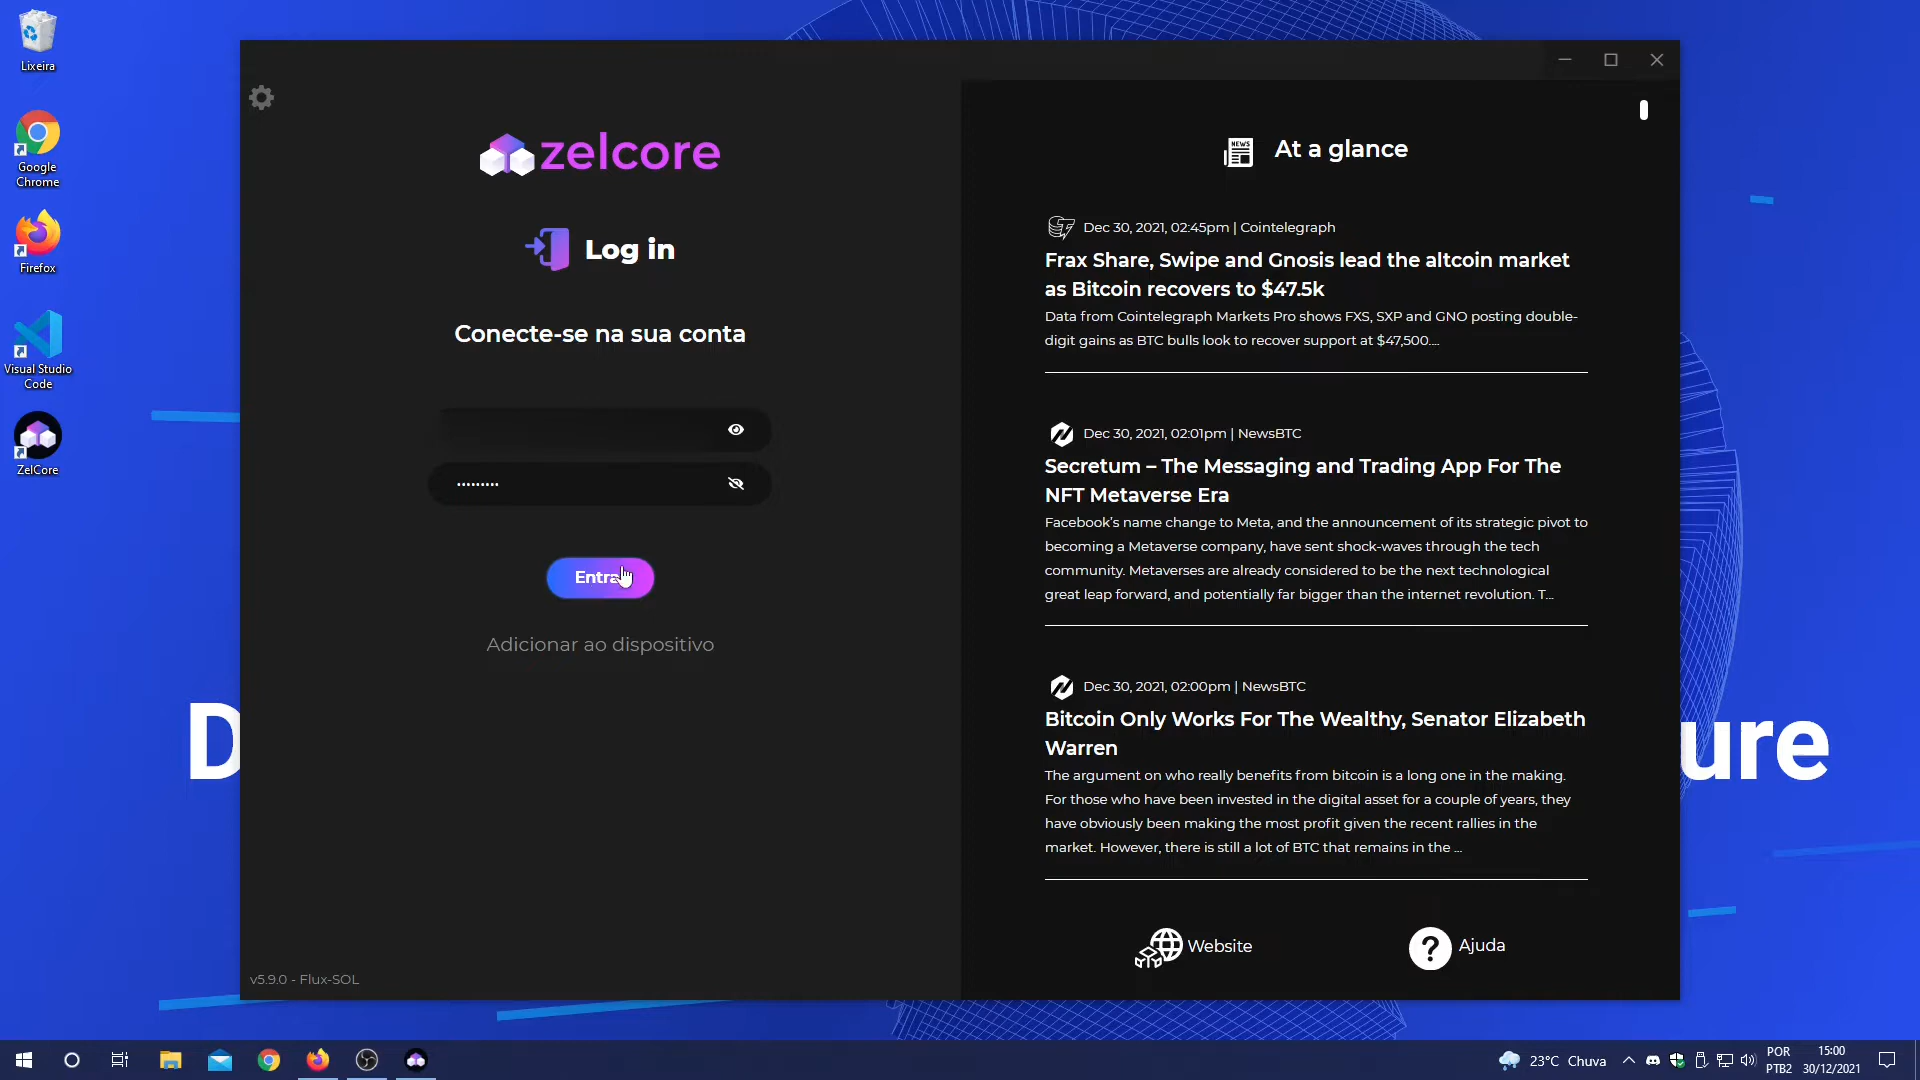 Lixeira
Google
Chrome
Firefox
Visual Studio
Code
ZelCore
zelcore
Log in
Conecte-se na sua conta
•••••••••
Adicionar ao dispositivo
v5.9.0 - Flux-SOL
NEWS
At a glance
Dec 30, 2021, 02:45pm | Cointelegraph
Frax Share, Swipe and Gnosis lead the altcoin market
as Bitcoin recovers to $47.5k
Data from Cointelegraph Markets Pro shows FXS, SXP and GNO posting double-
digit gains as BTC bulls look to recover support at $47,500....
Dec 30, 2021, 02:01pm | NewsBTC
Secretum – The Messaging and Trading App For The
NFT Metaverse Era
Facebook’s name change to Meta, and the announcement of its strategic pivot to
becoming a Metaverse company, have sent shock-waves through the tech
community. Metaverses are already considered to be the next technological
great leap forward, and potentially far bigger than the internet revolution. T...
Dec 30, 2021, 02:00pm | NewsBTC
Bitcoin Only Works For The Wealthy, Senator Elizabeth
Warren
The argument on who really benefits from bitcoin is a long one in the making.
For those who have been invested in the digital asset for a couple of years, they
have obviously been making the most profit given the recent rallies in the
market. However, there is still a lot of BTC that remains in the ...
Website
? Ajuda
D
ure
23°C Chuva
POR
PTB2
15:00
30/12/2021